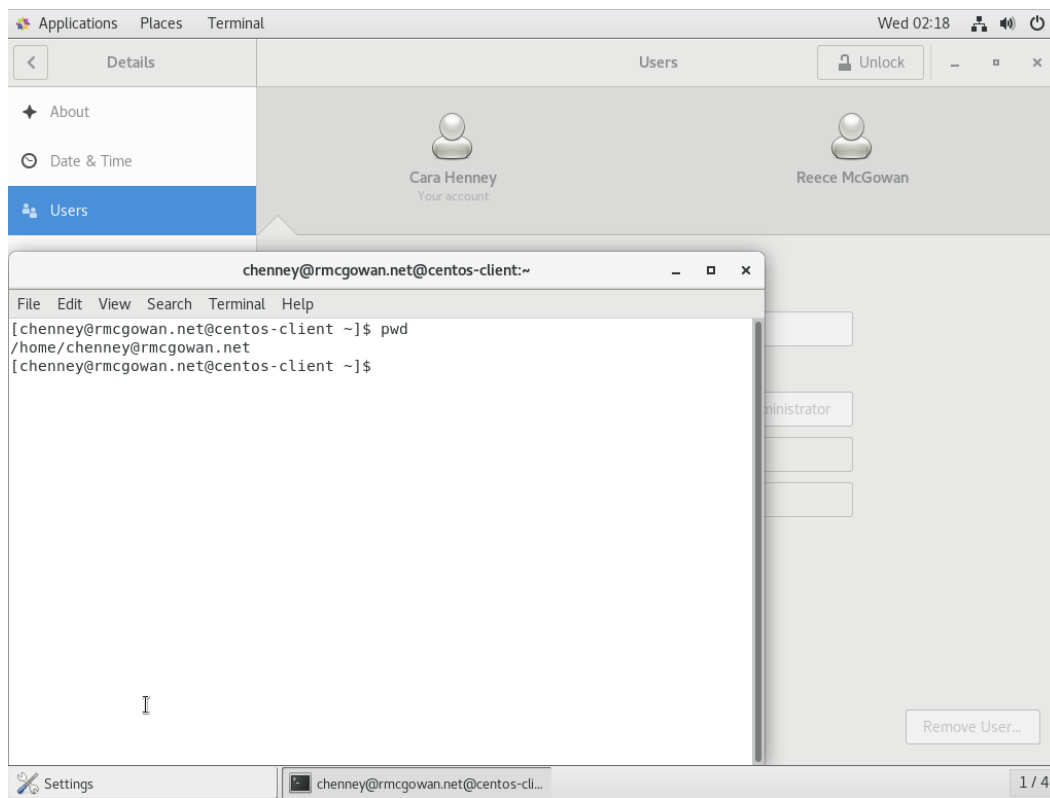 Applications Places Terminal Wed 02:18
Details Users Unlock
About
Date & Time
Cara Henney Reece McGowan
Your account
Users
chenney@rmcgowan.net@centos-client:~
File Edit View Search Terminal Help
[chenney@rmcgowan.net@centos-client ~]$ pwd
/home/chenney@rmcgowan.net
[chenney@rmcgowan.net@centos-client ~]$
ministrator
Remove User...
Settings chenney@rmcgowan.net@centos-cli... 1 / 4